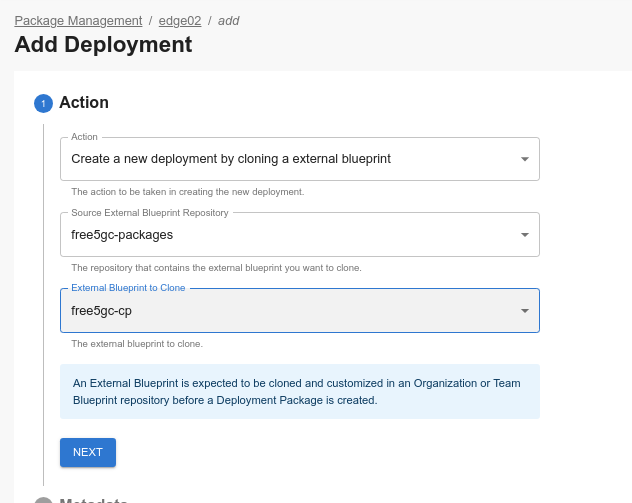 Package Management / edge02 / add
Add Deployment
1 Action
Action
Create a new deployment by cloning a external blueprint
The action to be taken in creating the new deployment.
Source External Blueprint Repository
free5gc-packages
The repository that contains the external blueprint you want to clone.
External Blueprint to Clone
free5gc-cp
The external blueprint to clone.
An External Blueprint is expected to be cloned and customized in an Organization or Team
Blueprint repository before a Deployment Package is created.
NEXT
Metadata